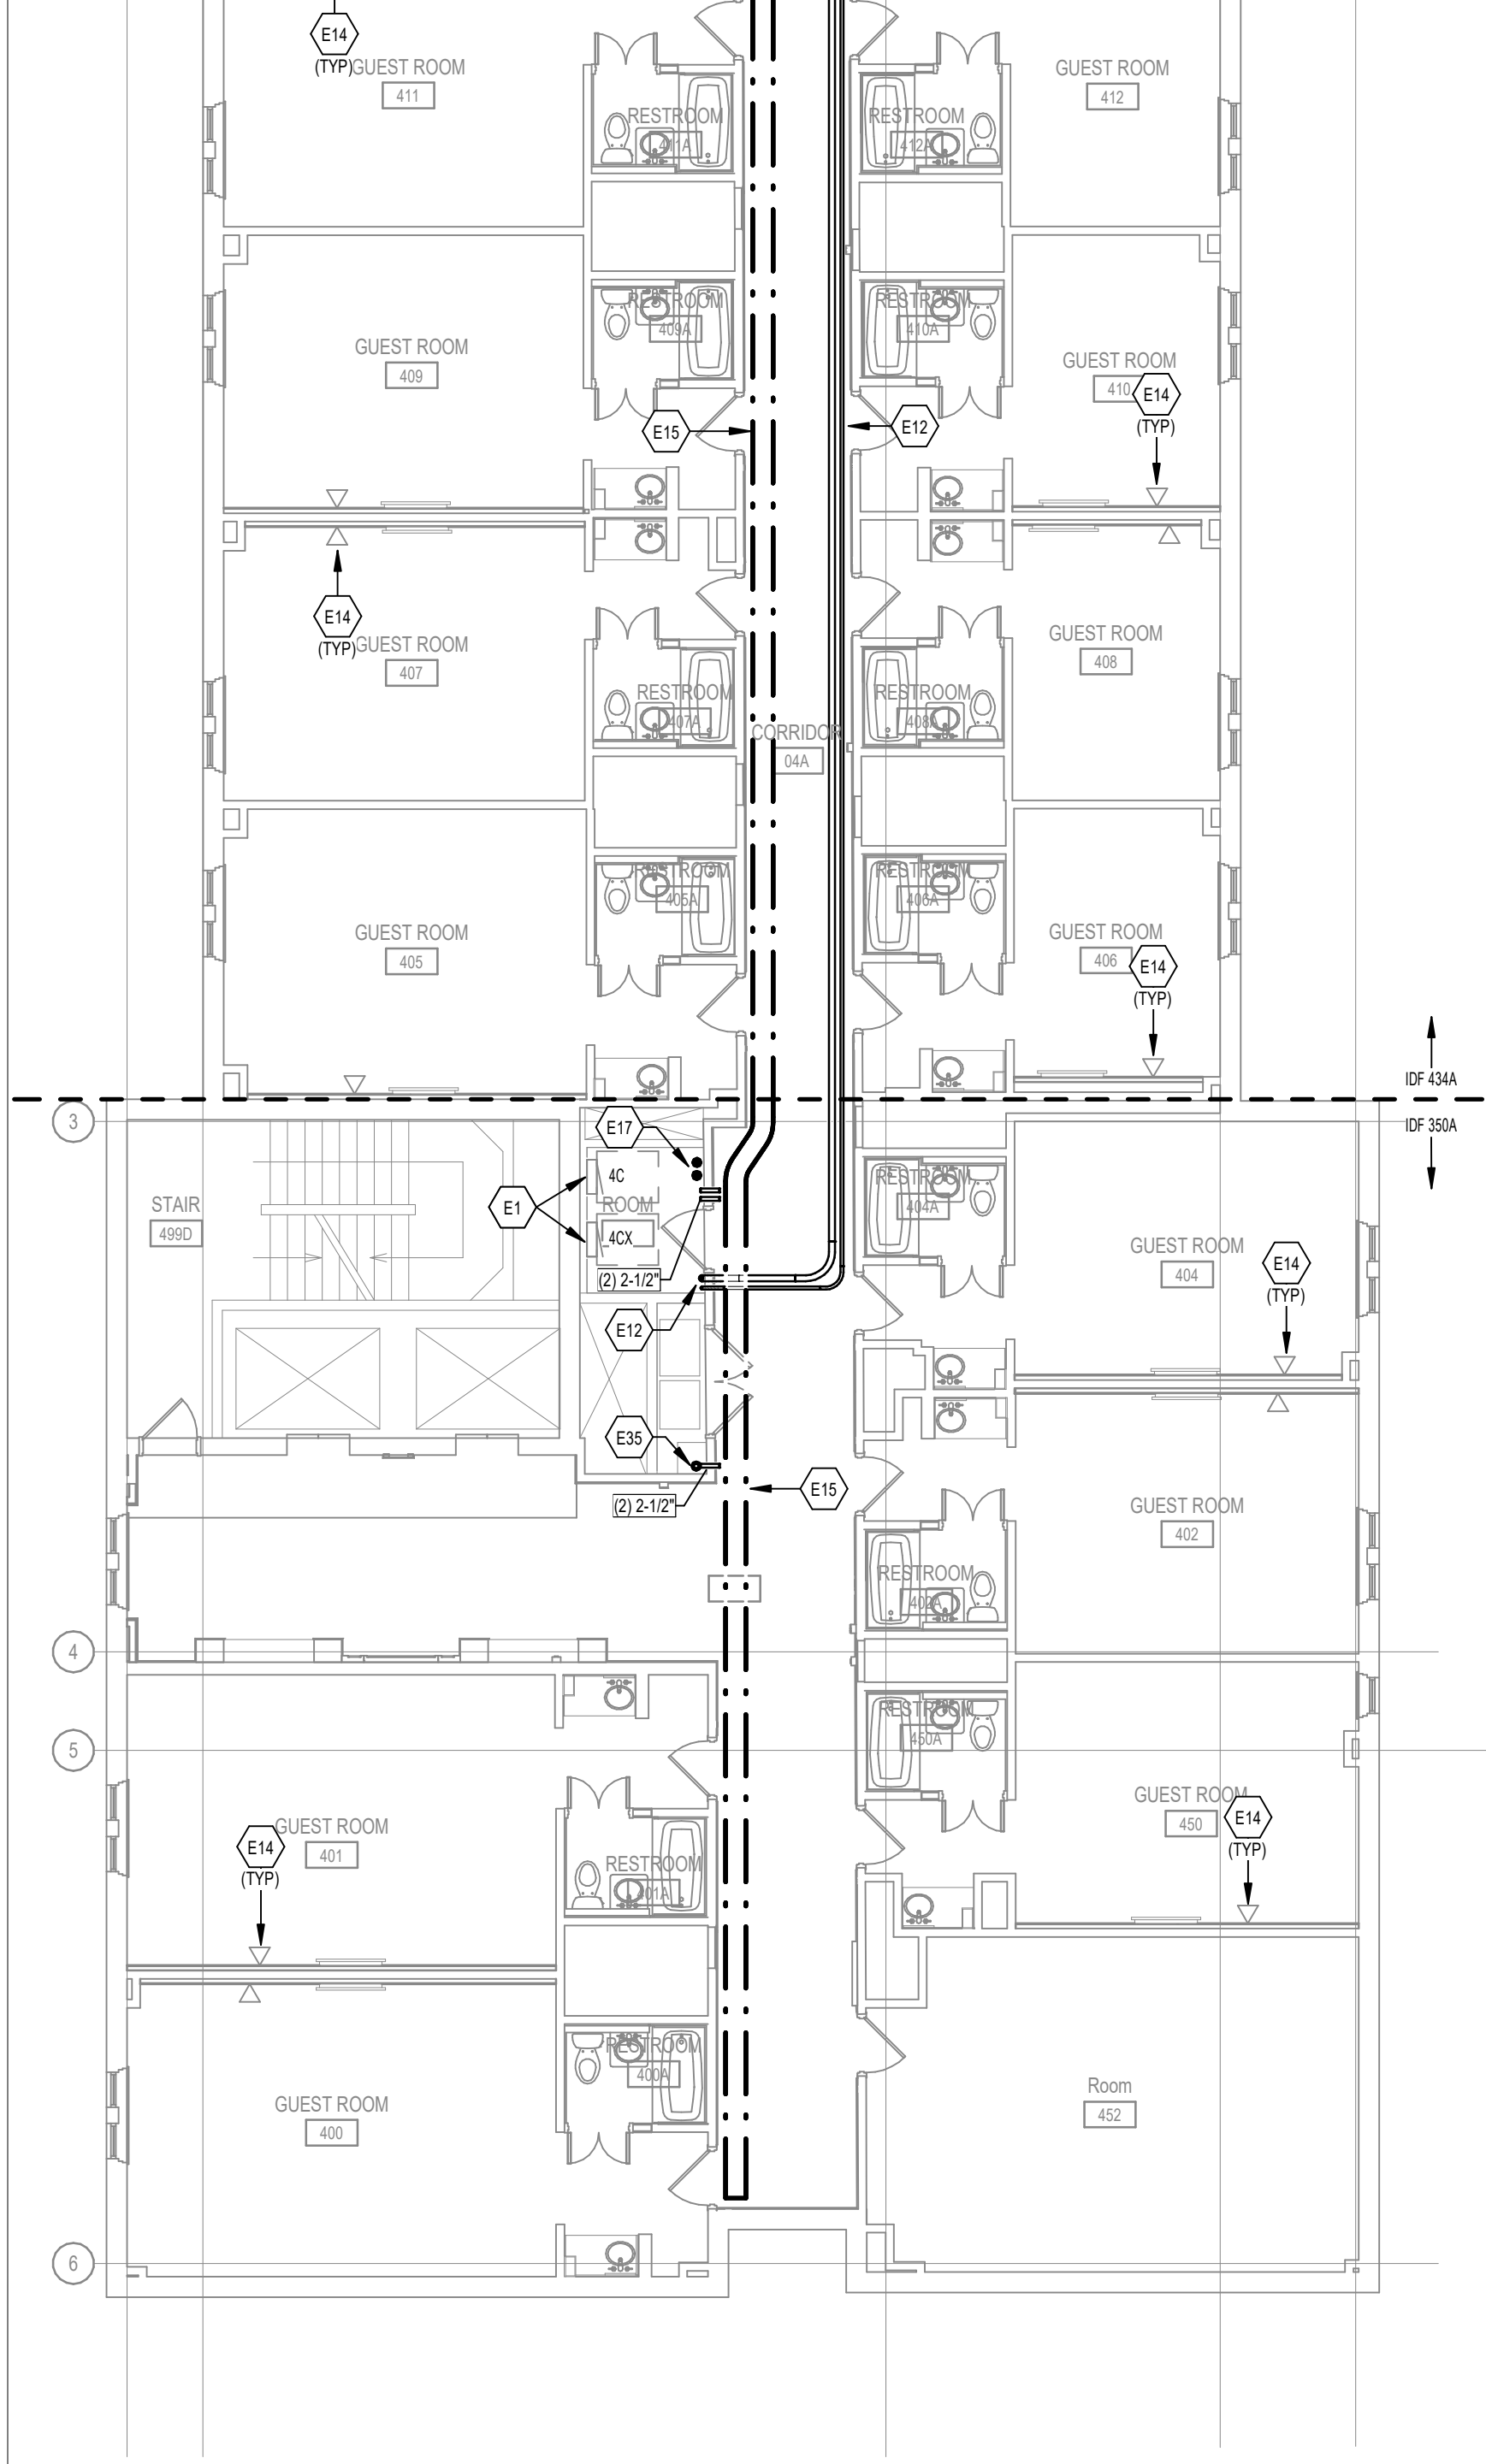 E14
(TYP)
GUEST ROOM
411
RESTROOM
411A
RESTROOM
412A
GUEST ROOM
412
GUEST ROOM
409
RESTROOM
409A
RESTROOM
410A
GUEST ROOM
410
E14
(TYP)
E15
E12
E14
(TYP)
GUEST ROOM
407
RESTROOM
407A
CORRIDOR
04A
RESTROOM
408A
GUEST ROOM
408
GUEST ROOM
405
RESTROOM
405A
RESTROOM
406A
GUEST ROOM
406
E14
(TYP)
IDF 434A
IDF 350A
3
E17
STAIR
499D
E1
4C
ROOM
4CX
(2) 2-1/2"
E12
RESTROOM
404A
GUEST ROOM
404
E14
(TYP)
E35
(2) 2-1/2"
E15
GUEST ROOM
402
RESTROOM
402A
4
5
RESTROOM
450A
GUEST ROOM
450
E14
(TYP)
GUEST ROOM
401
E14
(TYP)
RESTROOM
401A
RESTROOM
400A
GUEST ROOM
400
Room
452
6